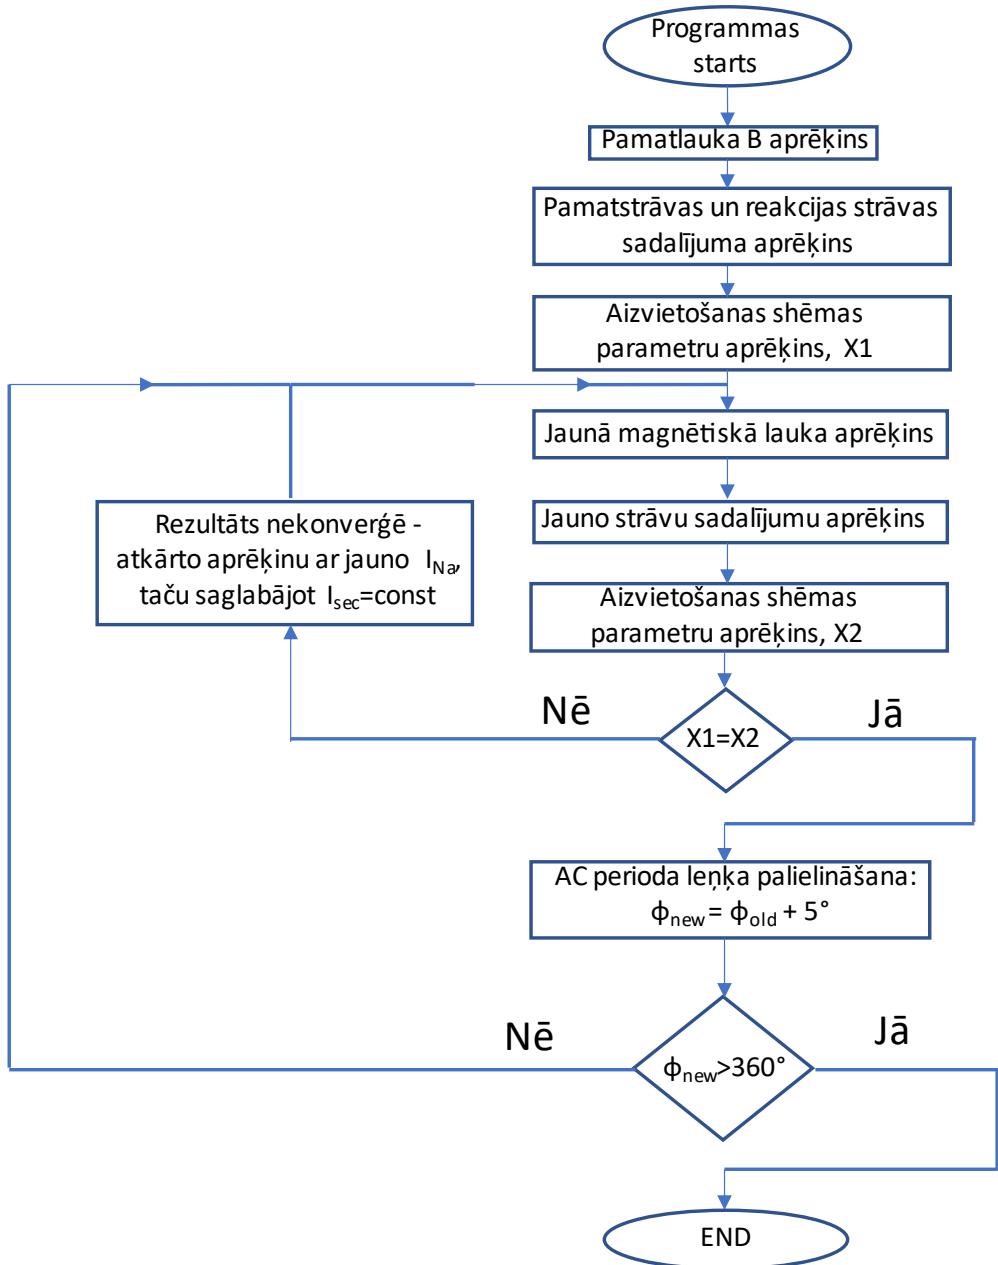 Programmas
starts
Pamatlauka B aprēķins
Pamatstrāvas un reakcijas strāvas
sadalījuma aprēķins
Aizvietošanas shēmas
parametru aprēķins, X1
Jaunā magnētiskā lauka aprēķins
Jauno strāvu sadalījumu aprēķins
Rezultāts nekonverģē -
atkārto aprēķinu ar jauno I_Na,
taču saglabājot I_sec=const
Aizvietošanas shēmas
parametru aprēķins, X2
Nē
Jā
X1=X2
AC perioda leņķa palielināšana:
ϕ_new = ϕ_old + 5°
Nē
Jā
ϕ_new>360°
END